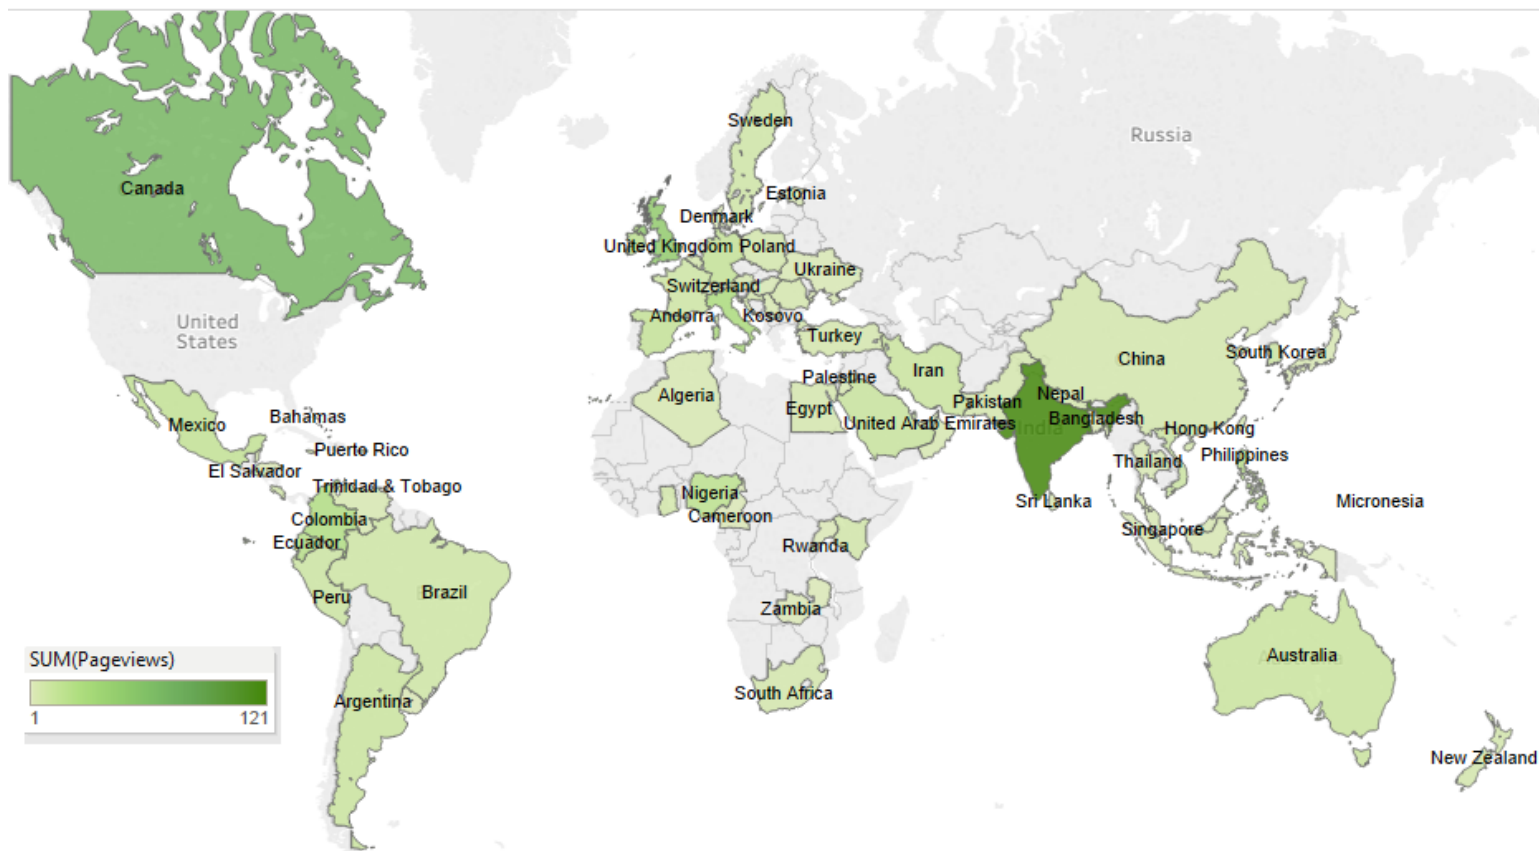 Sweden
Russia
Canada
Estonia
Denmark
United Kingdom
Poland
Ukraine
Switzerland
Andorra
Kosovo
United
States
Turkey
China
South Korea
Iran
Palestine
Algeria
Nepal
Pakistan
Egypt
Bahamas
Mexico
United Arab Emirates
Bangladesh
India
Hong Kong
Puerto Rico
Philippines
Thailand
El Salvador
Trinidad & Tobago
Nigeria
Sri Lanka
Micronesia
Cameroon
Colombia
Singapore
Ecuador
Rwanda
Peru
Brazil
Zambia
Australia
SUM(Pageviews)
South Africa
Argentina
1
121
New Zealand